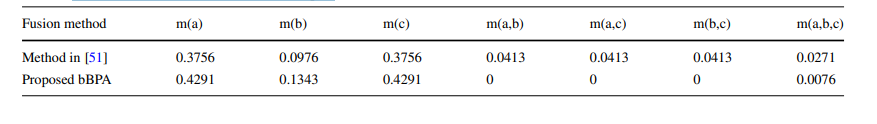 Fusion method m(a) m(b) m(c) m(a,b) m(a,c) m(b,c) m(a,b,c)
Method in [51] 0.3756 0.0976 0.3756 0.0413 0.0413 0.0413 0.0271
Proposed bBPA 0.4291 0.1343 0.4291 0 0 0 0.0076